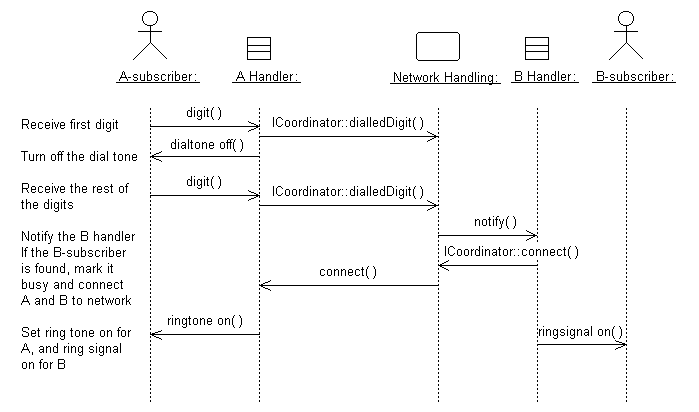 A-subscriber:
A Handler:
Network Handling:
B Handler:
B-subscriber:
Receive first digit
digit( )
ICoordinator::dialledDigit( )
Turn off the dial tone
dialtone off( )
Receive the rest of
the digits
digit( )
ICoordinator::dialledDigit( )
notify( )
Notify the B handler
If the B-subscriber
is found, mark it
busy and connect
A and B to network
ICoordinator::connect( )
connect( )
Set ring tone on for
A, and ring signal
on for B
ringtone on( )
ringsignal on( )